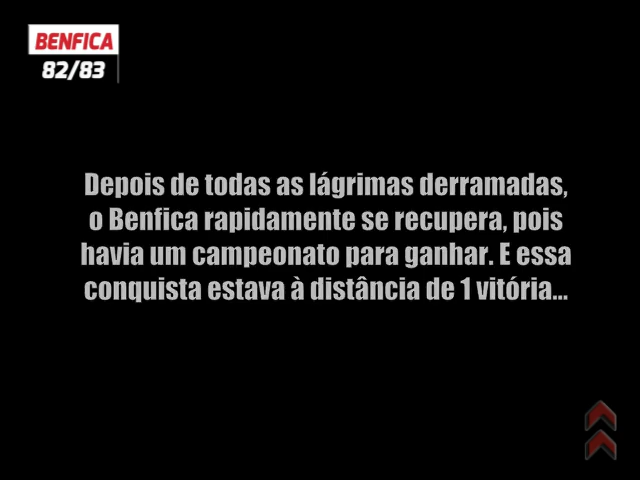 BENFICA
82/83
Depois de todas as lágrimas derramadas,
o Benfica rapidamente se recupera, pois
havia um campeonato para ganhar. E essa
conquista estava à distância de 1 vitória...